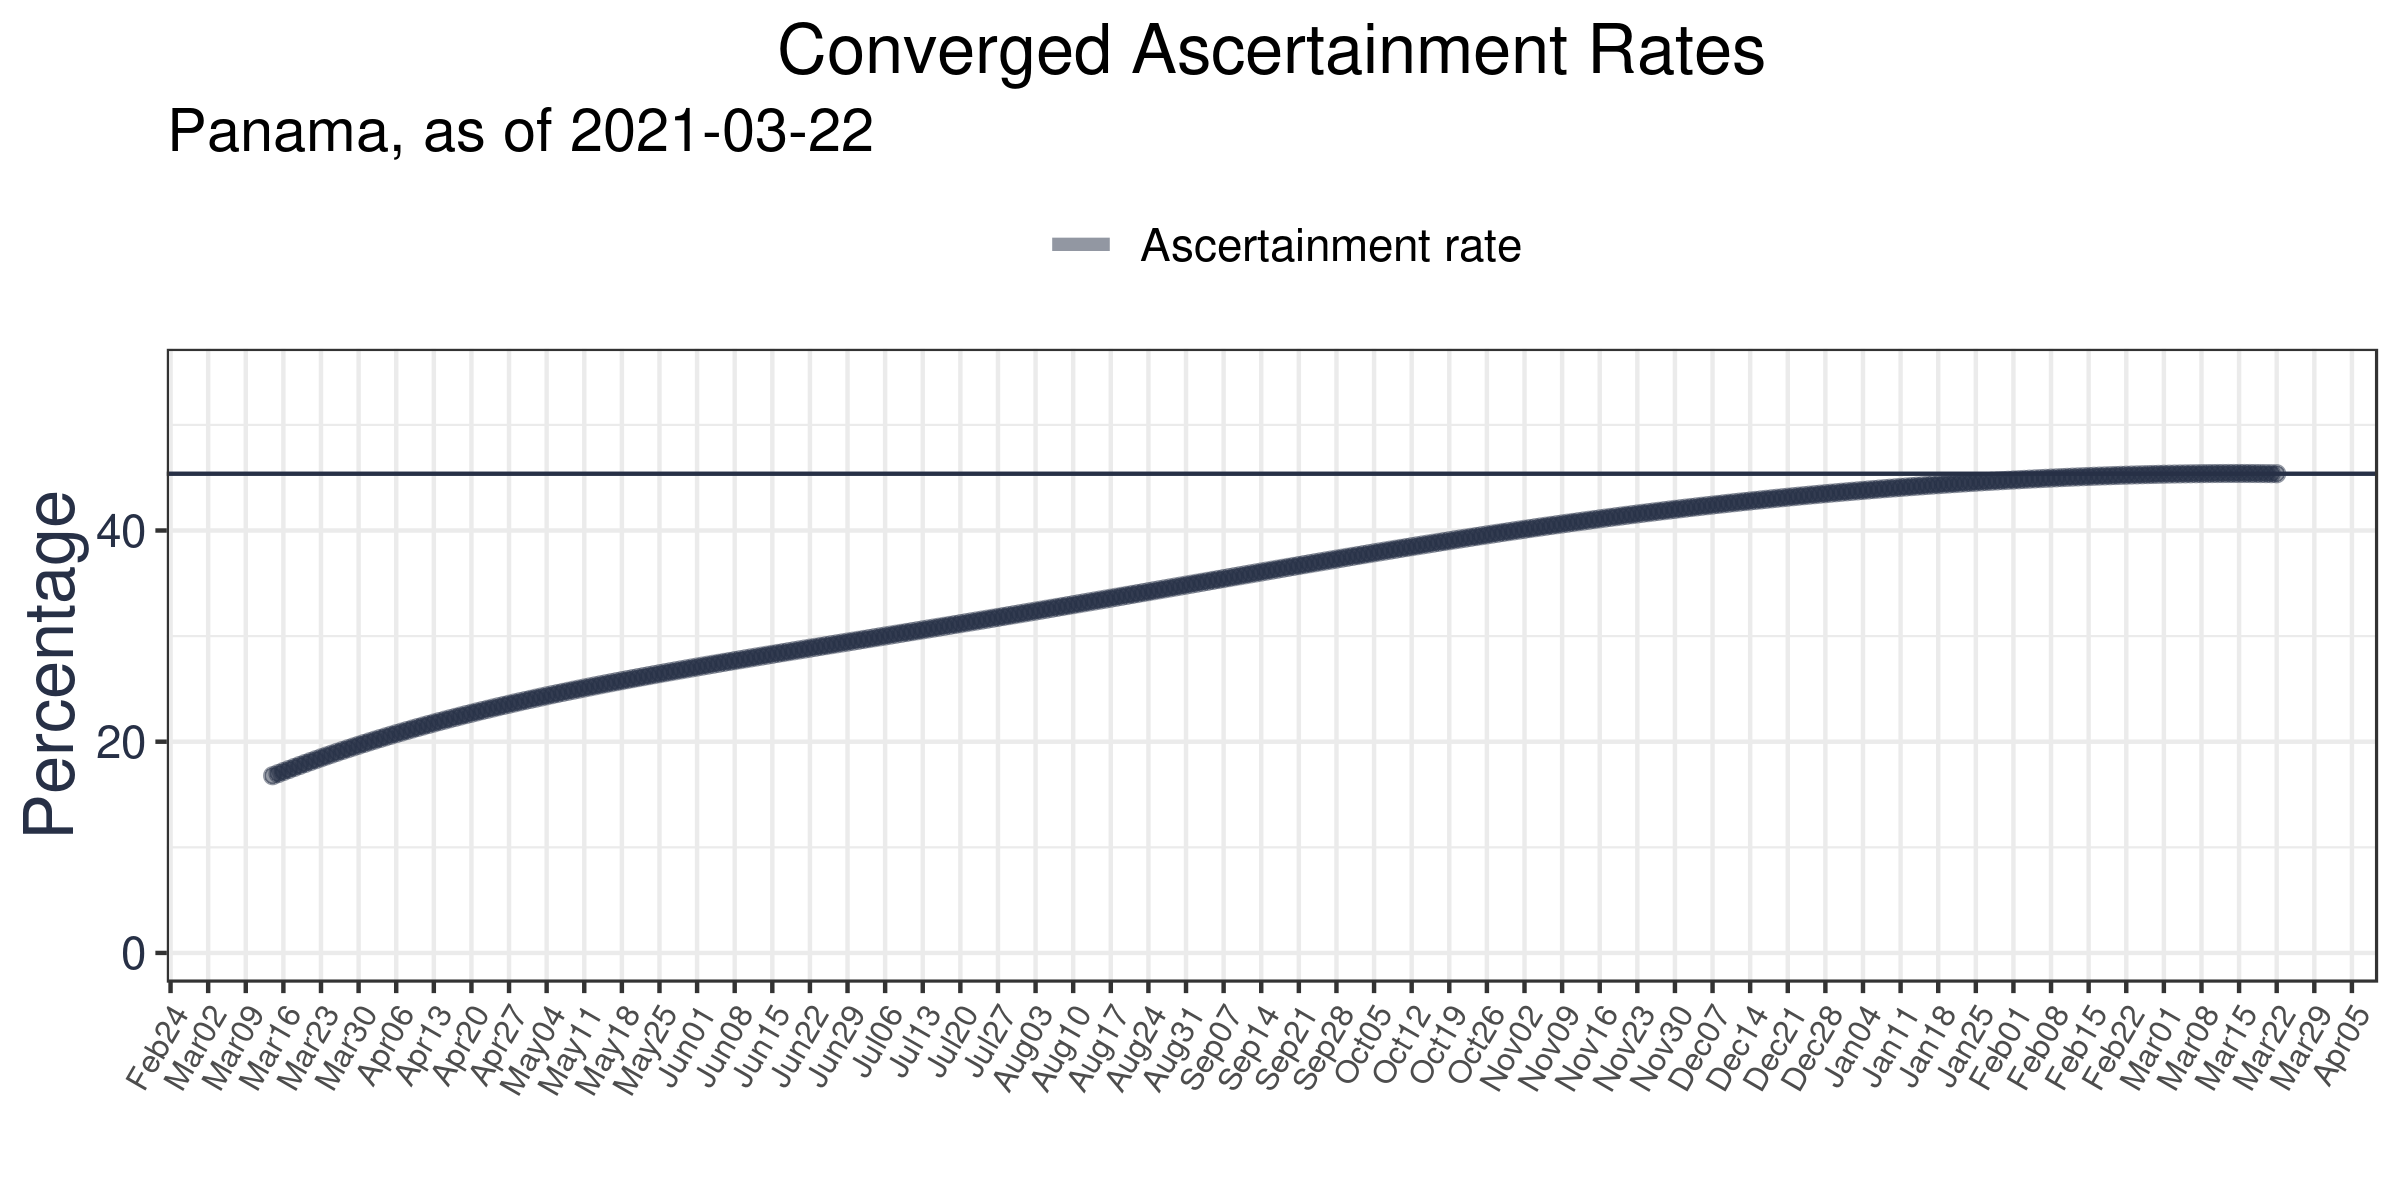 Converged Ascertainment Rates
Panama, as of 2021-03-22
Ascertainment rate
Percentage
40
20
0
Feb24
Mar02
Mar09
Mar16
Mar23
Mar30
Apr06
Apr13
Apr20
Apr27
May04
May11
May18
May25
Jun01
Jun08
Jun15
Jun22
Jun29
Jul06
Jul13
Jul20
Jul27
Aug03
Aug10
Aug17
Aug24
Aug31
Sep07
Sep14
Sep21
Sep28
Oct05
Oct12
Oct19
Oct26
Nov02
Nov09
Nov16
Nov23
Nov30
Dec07
Dec14
Dec21
Dec28
Jan04
Jan11
Jan18
Jan25
Feb01
Feb08
Feb15
Feb22
Mar01
Mar08
Mar15
Mar22
Mar29
Apr05